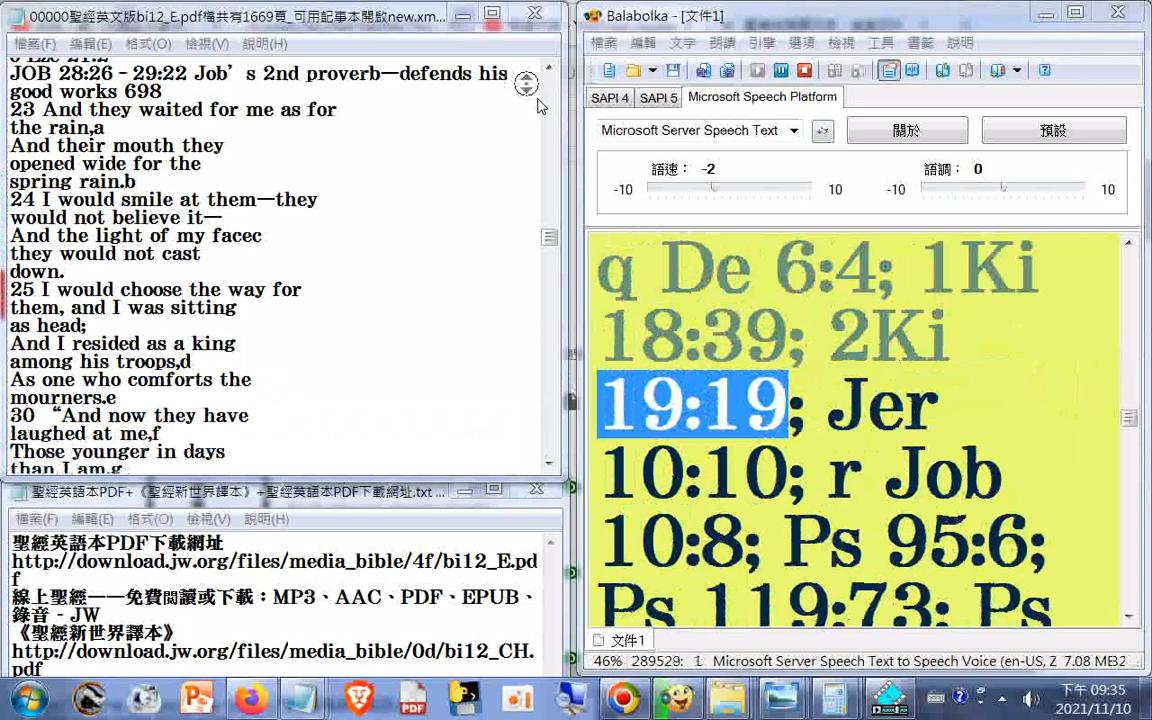 00000聖經英文版bi12_E.pdf檔共有1669頁_可用記事本開啟new.xm...
檔案(F) 編輯(E) 格式(O) 檢視(V) 說明(H)
JOB 28:26–29:22 Job's 2nd proverb—defends his
good works 698
23 And they waited for me as for
the rain,a
And their mouth they
opened wide for the
spring rain.b
24 I would smile at them—they
would not believe it—
And the light of my facec
they would not cast
down.
25 I would choose the way for
them, and I was sitting
as head;
And I resided as a king
among his troops,d
As one who comforts the
mourners.e
30 “And now they have
laughed at me,f
Those younger in days
than I am,g
聖經英語本PDF+《聖經新世界譯本》+聖經英語本PDF下載網址.txt ...
檔案(F) 編輯(E) 格式(O) 檢視(V) 說明(H)
聖經英語本PDF下載網址
http://download.jw.org/files/media_bible/4f/bi12_E.pd
f
線上聖經——免費閱讀或下載：MP3、AAC、PDF、EPUB、
錄音 - JW
《聖經新世界譯本》
http://download.jw.org/files/media_bible/0d/bi12_CH.
pdf
Balabolka - [文件1]
檔案 編輯 文字 朗讀 引擎 選項 檢視 工具 書籤 說明
SAPI 4 SAPI 5 Microsoft Speech Platform
Microsoft Server Speech Text 關於 預設
語速: -2 語調: 0
-10 10 -10 10
q De 6:4; 1Ki
18:39; 2Ki
19:19; Jer
10:10; r Job
10:8; Ps 95:6;
Ps 119:73; Ps
文件1
46% 289529: 1 Microsoft Server Speech Text to Speech Voice (en-US, Z 7.08 MB2
下午 09:35
2021/11/10